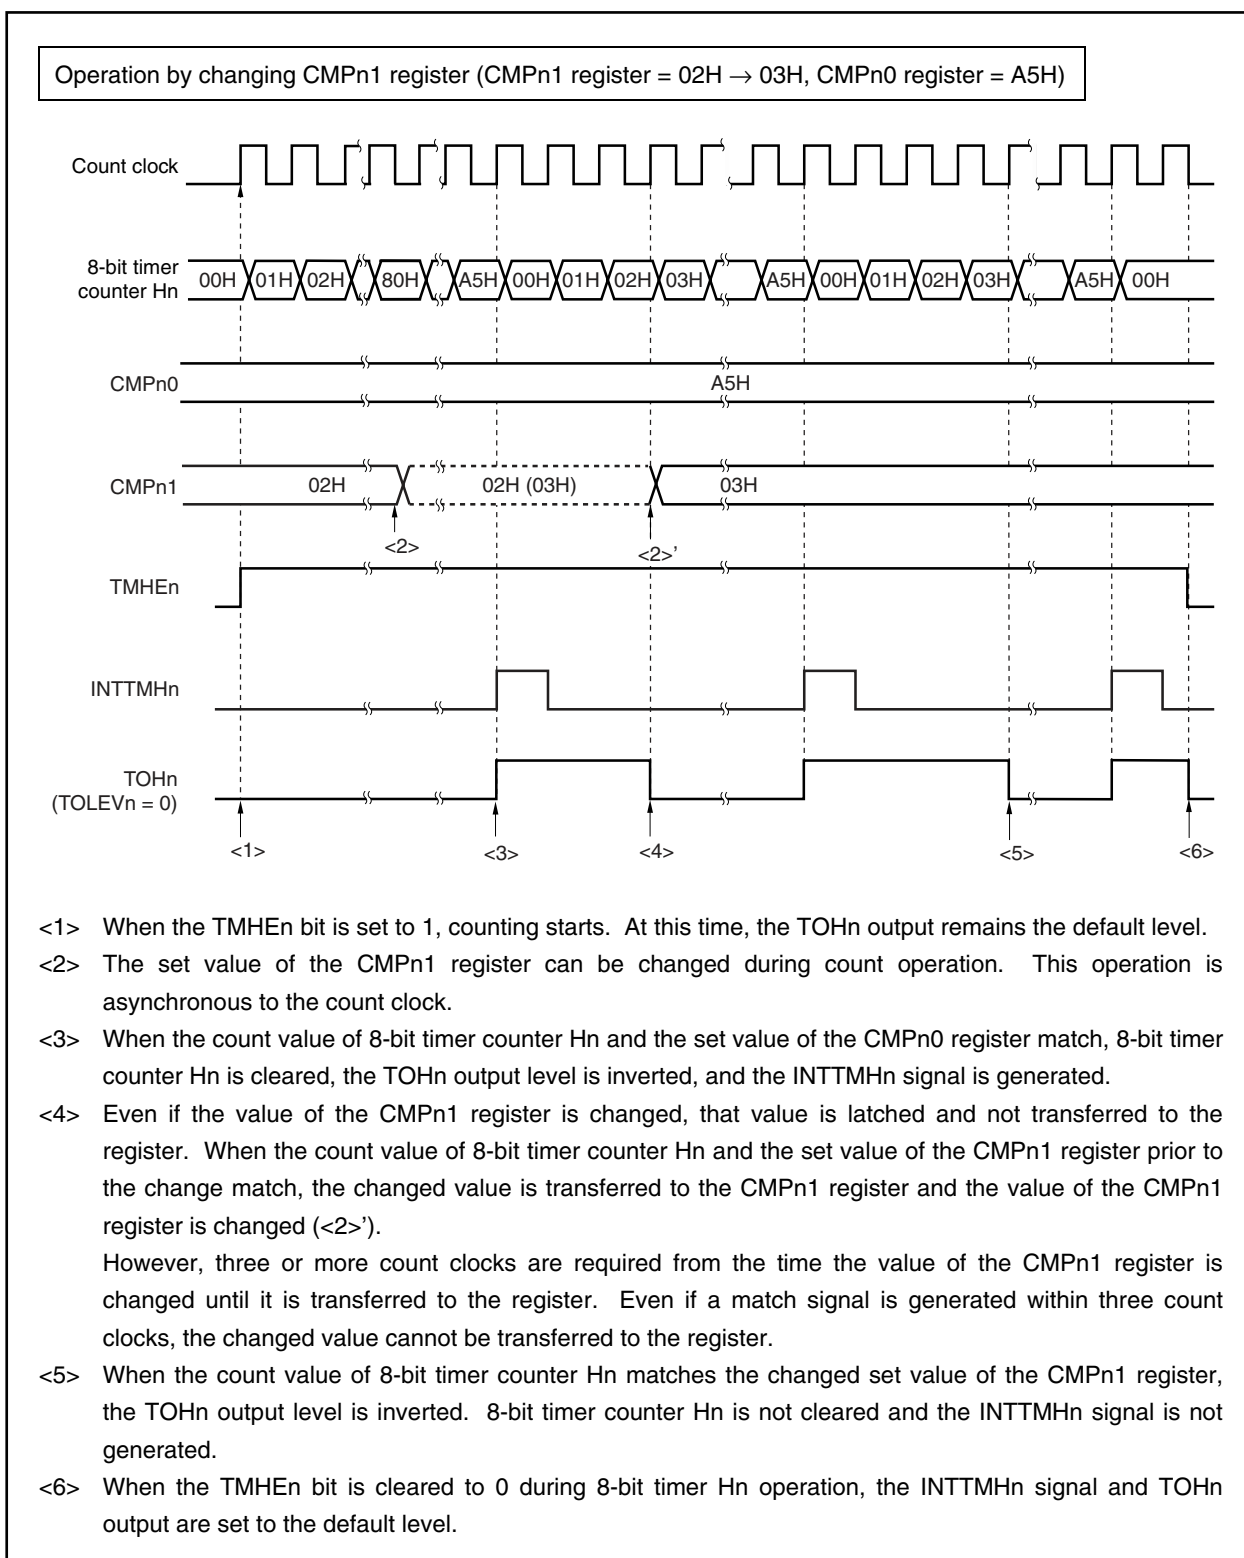 Operation by changing CMPn1 register (CMPn1 register = 02H → 03H, CMPn0 register = A5H)
Count clock
8-bit timer
counter Hn
00H 01H 02H 80H A5H 00H 01H 02H 03H A5H 00H 01H 02H 03H A5H 00H
CMPn0
A5H
CMPn1
02H 02H (03H) 03H
<2> <2>’
TMHEn
INTTMHn
TOHn
(TOLEVn = 0)
<1> <3> <4> <5> <6>
<1> When the TMHEn bit is set to 1, counting starts. At this time, the TOHn output remains the default level.
<2> The set value of the CMPn1 register can be changed during count operation. This operation is
asynchronous to the count clock.
<3> When the count value of 8-bit timer counter Hn and the set value of the CMPn0 register match, 8-bit timer
counter Hn is cleared, the TOHn output level is inverted, and the INTTMHn signal is generated.
<4> Even if the value of the CMPn1 register is changed, that value is latched and not transferred to the
register. When the count value of 8-bit timer counter Hn and the set value of the CMPn1 register prior to
the change match, the changed value is transferred to the CMPn1 register and the value of the CMPn1
register is changed (<2>’).
However, three or more count clocks are required from the time the value of the CMPn1 register is
changed until it is transferred to the register. Even if a match signal is generated within three count
clocks, the changed value cannot be transferred to the register.
<5> When the count value of 8-bit timer counter Hn matches the changed set value of the CMPn1 register,
the TOHn output level is inverted. 8-bit timer counter Hn is not cleared and the INTTMHn signal is not
generated.
<6> When the TMHEn bit is cleared to 0 during 8-bit timer Hn operation, the INTTMHn signal and TOHn
output are set to the default level.